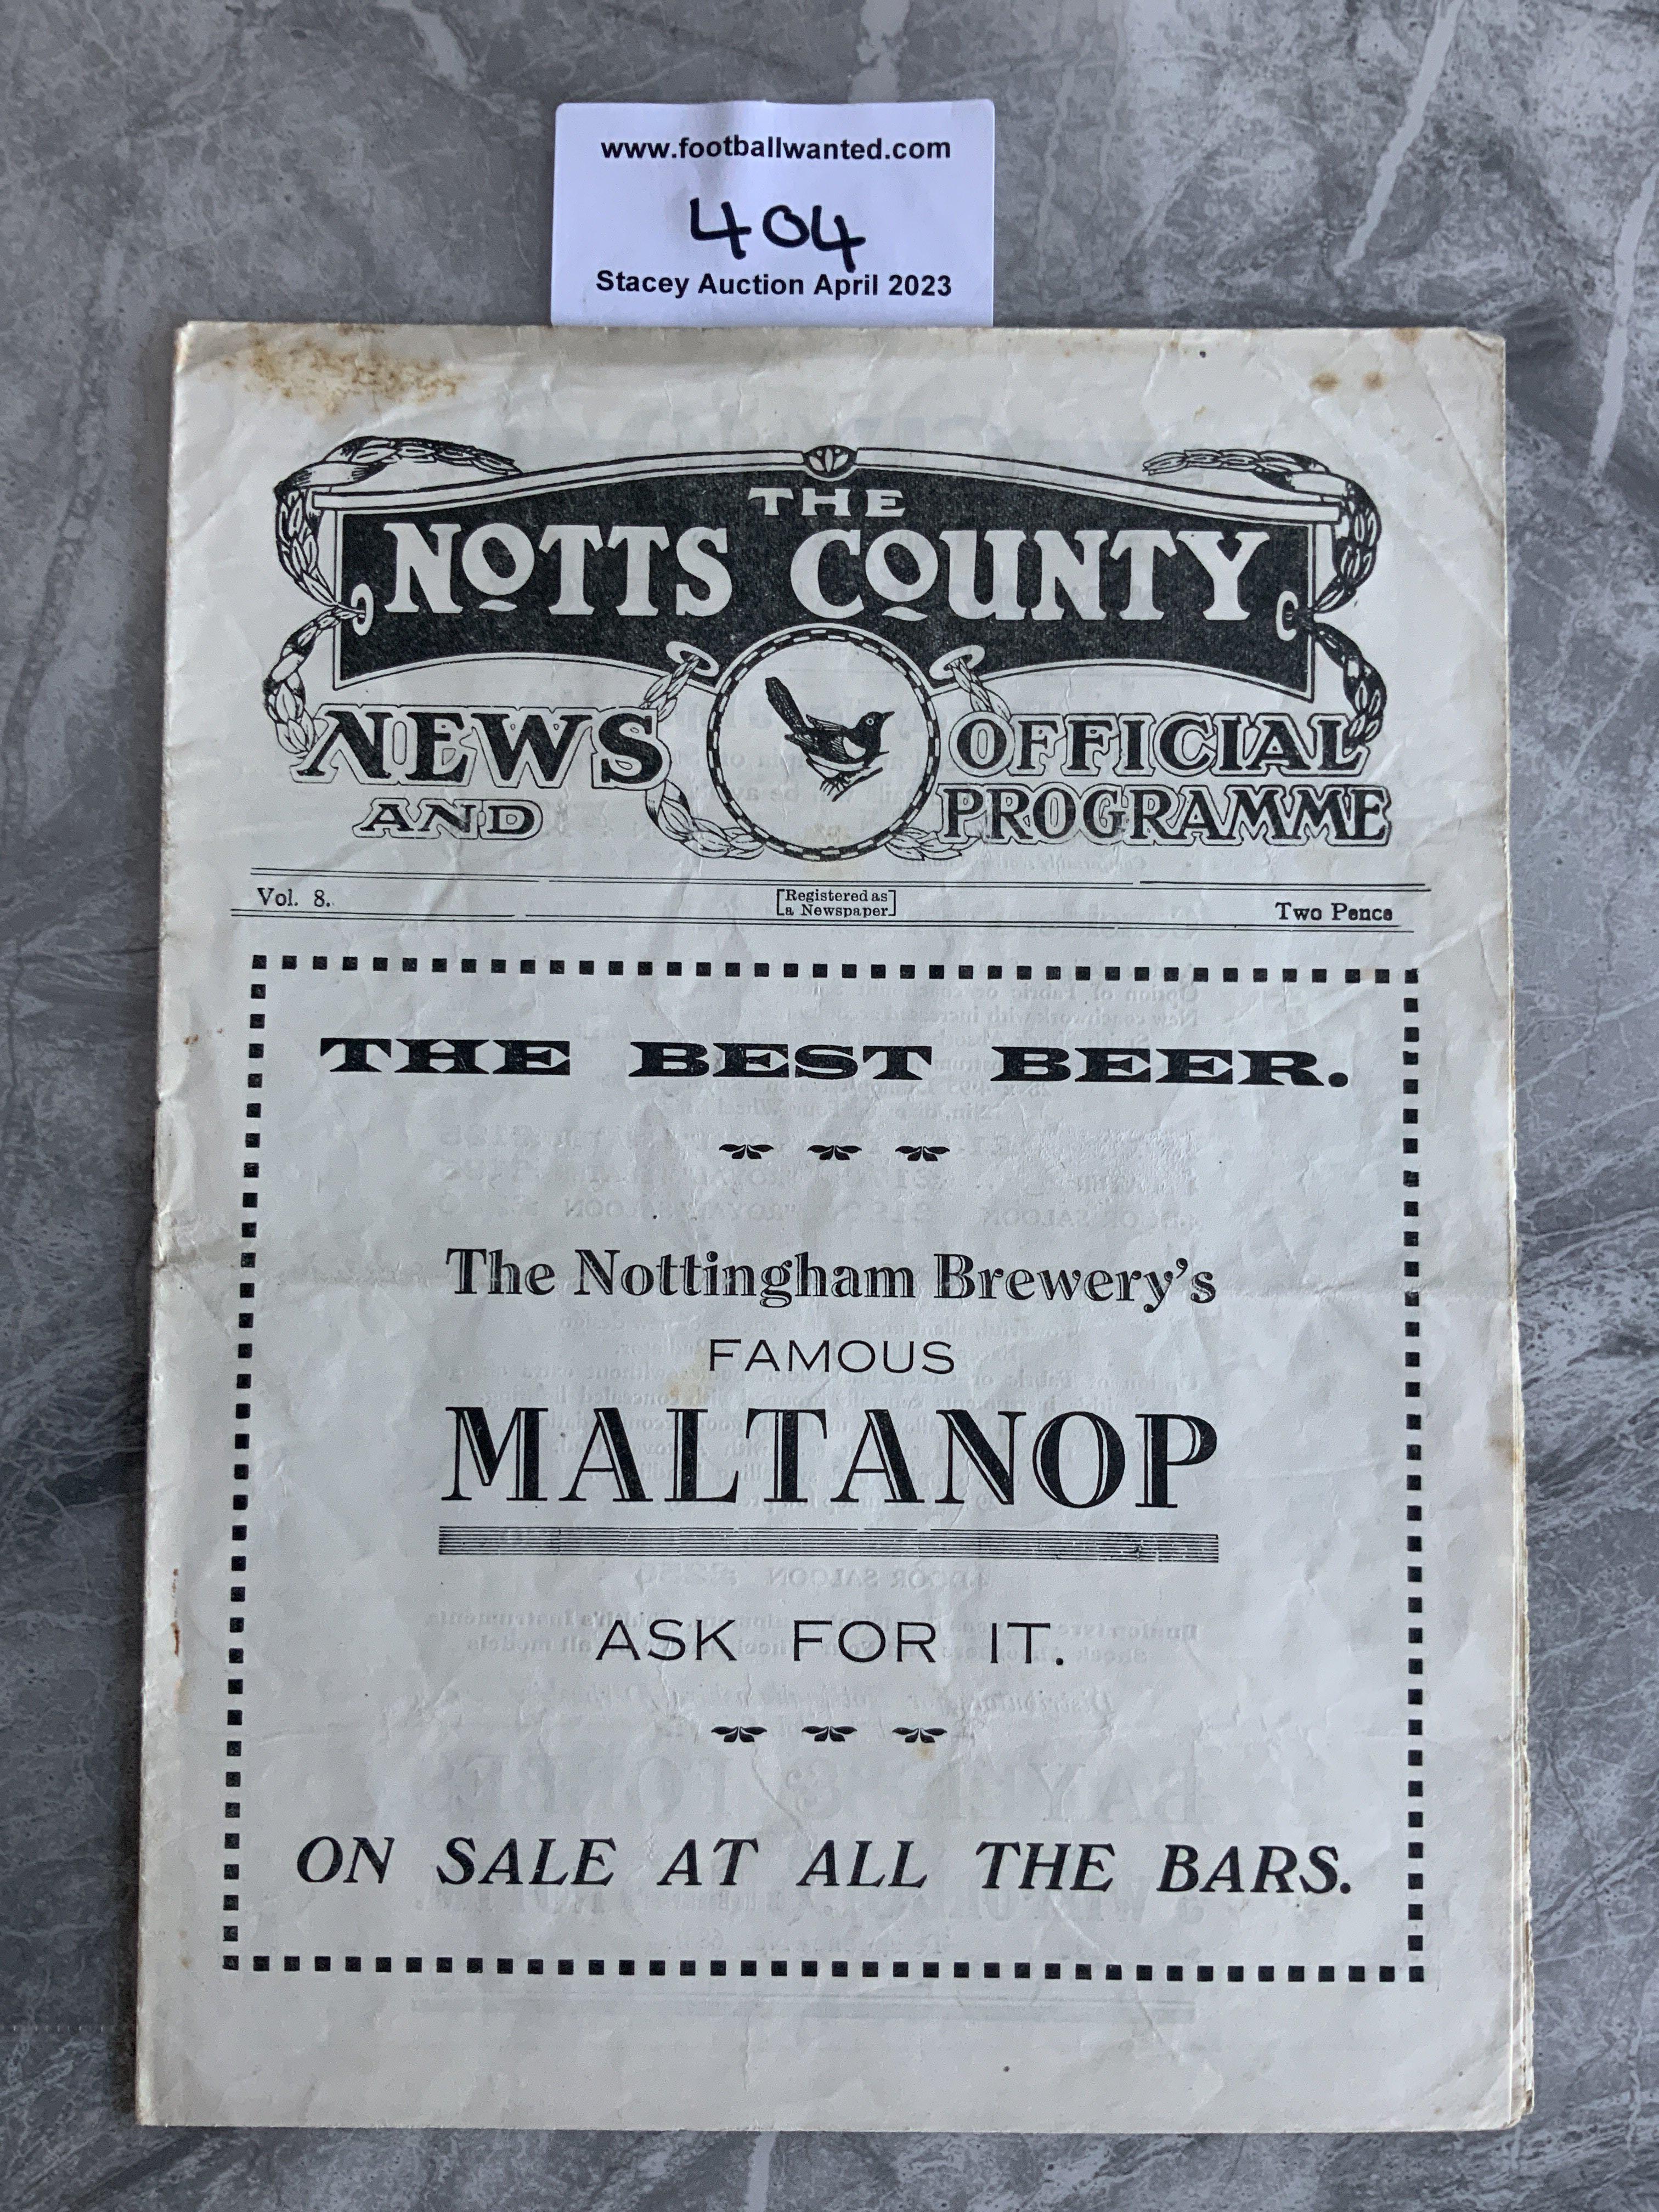 www.footballwanted.com
404
Stacey Auction April 2023
THE
NOTTS COUNTY
NEWS
AND
OFFICIAL
PROGRAMME
Vol. 8.
[Registered as
a Newspaper]
Two Pence
THE BEST BEER.
The Nottingham Brewery's
FAMOUS
MALTANOP
ASK FOR IT.
ON SALE AT ALL THE BARS.